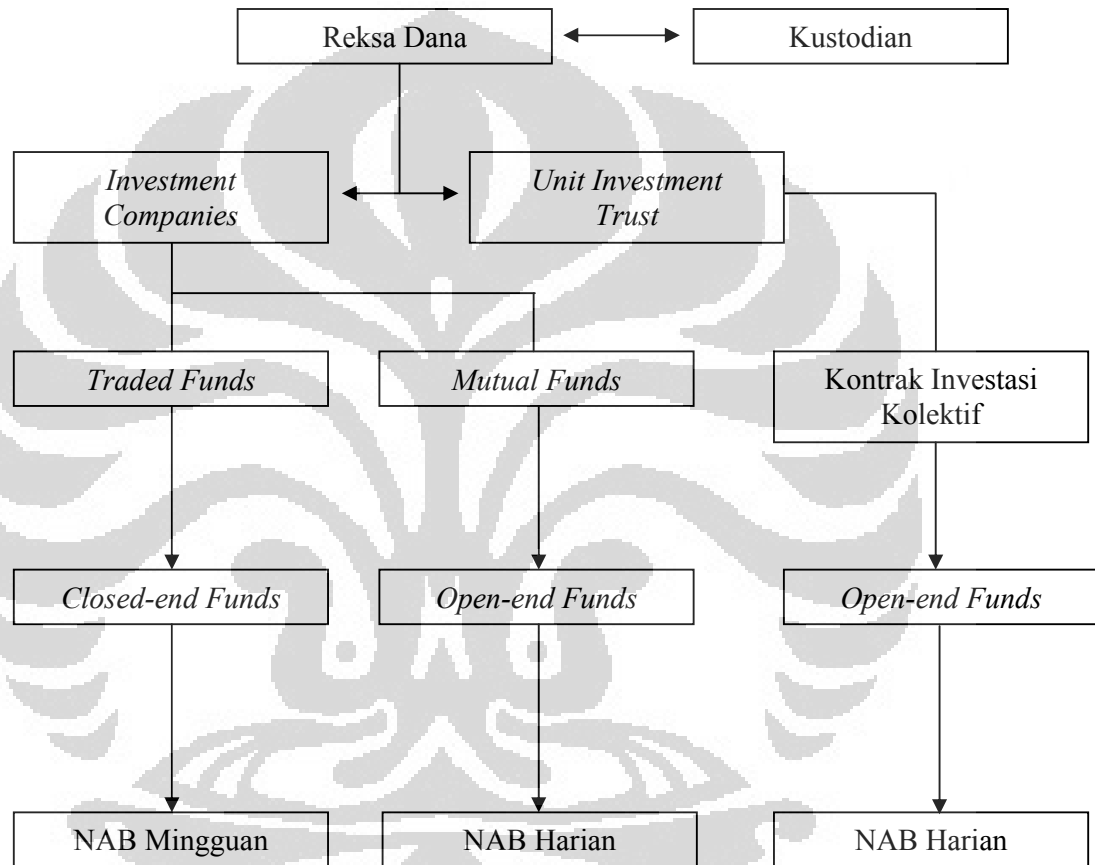 Reksa Dana
Kustodian
Investment
Companies
Unit Investment
Trust
Traded Funds
Mutual Funds
Kontrak Investasi
Kolektif
Closed-end Funds
Open-end Funds
Open-end Funds
NAB Mingguan
NAB Harian
NAB Harian